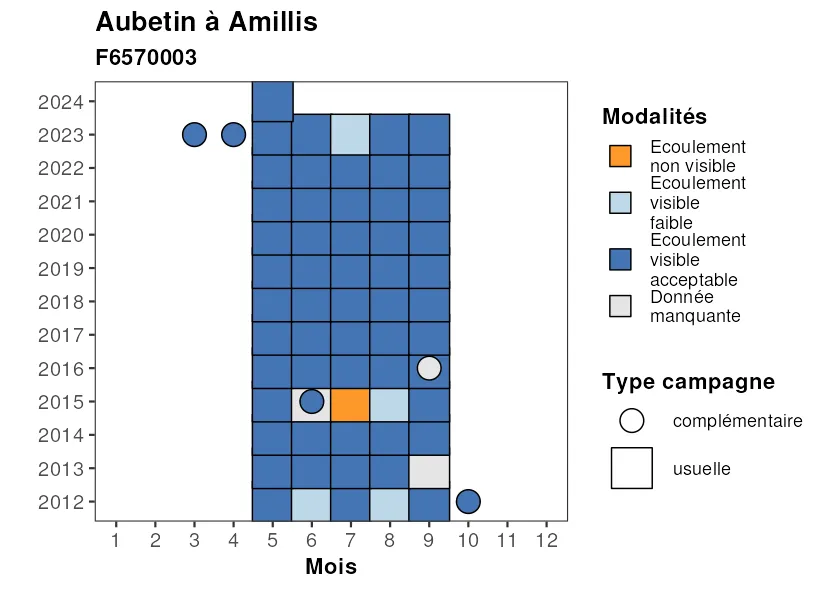 Aubetin à Amillis
F6570003
2024
2023
2022
2021
2020
2019
2018
2017
2016
2015
2014
2013
2012
1 2 3 4 5 6 7 8 9 10 11 12
Mois
Modalités
Ecoulement
non visible
Ecoulement
visible
faible
Ecoulement
visible
acceptable
Donnée
manquante
Type campagne
complémentaire
usuelle